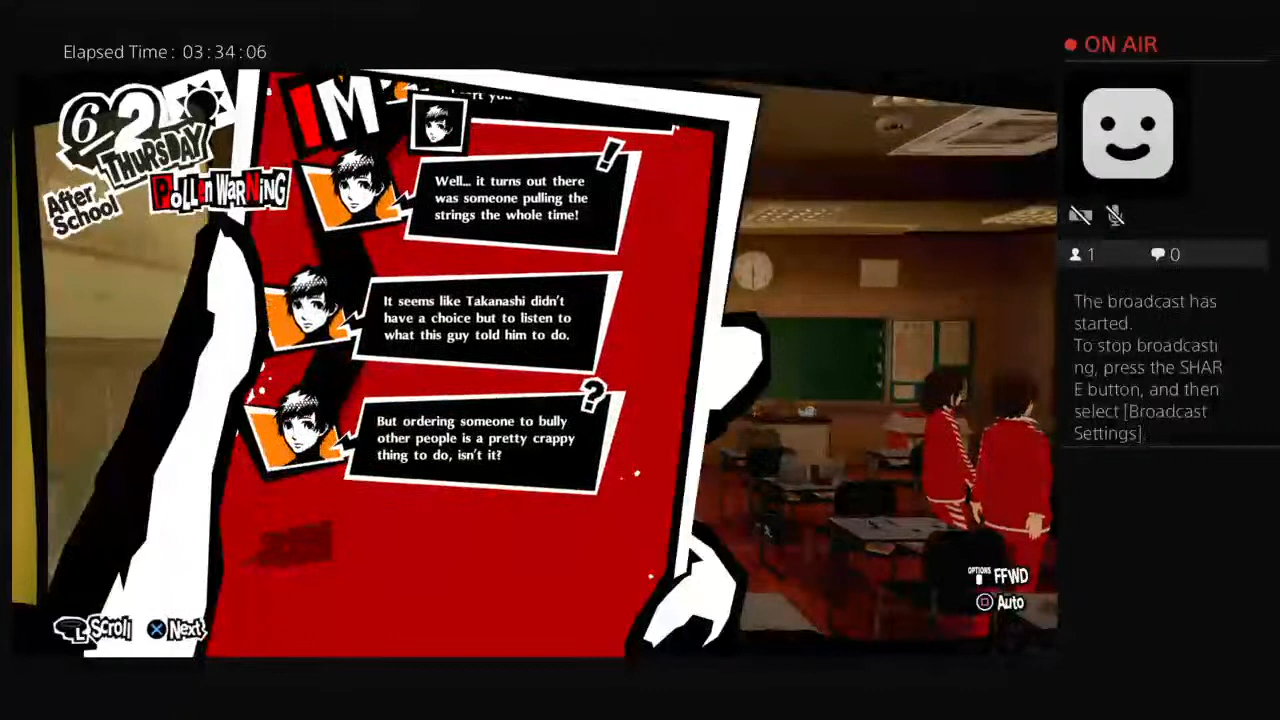 Elapsed Time: 03:34:06
ON AIR
6/2
THURSDAY
After School
POLLEN WARNING
IM
Well... it turns out there
was someone pulling the
strings the whole time!
It seems like Takanashi didn't
have a choice but to listen to
what this guy told him to do.
But ordering someone to bully
other people is a pretty crappy
thing to do, isn't it?
1
0
The broadcast has
started.
To stop broadcasti
ng, press the SHAR
E button, and then
select [Broadcast
Settings].
OPTIONS FFWD
Auto
L Scroll
Next